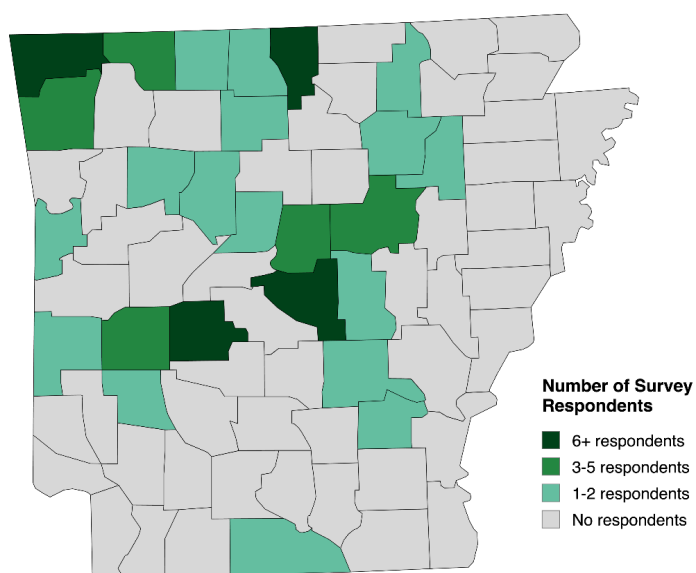 Number of Survey
Respondents
6+ respondents
3-5 respondents
1-2 respondents
No respondents